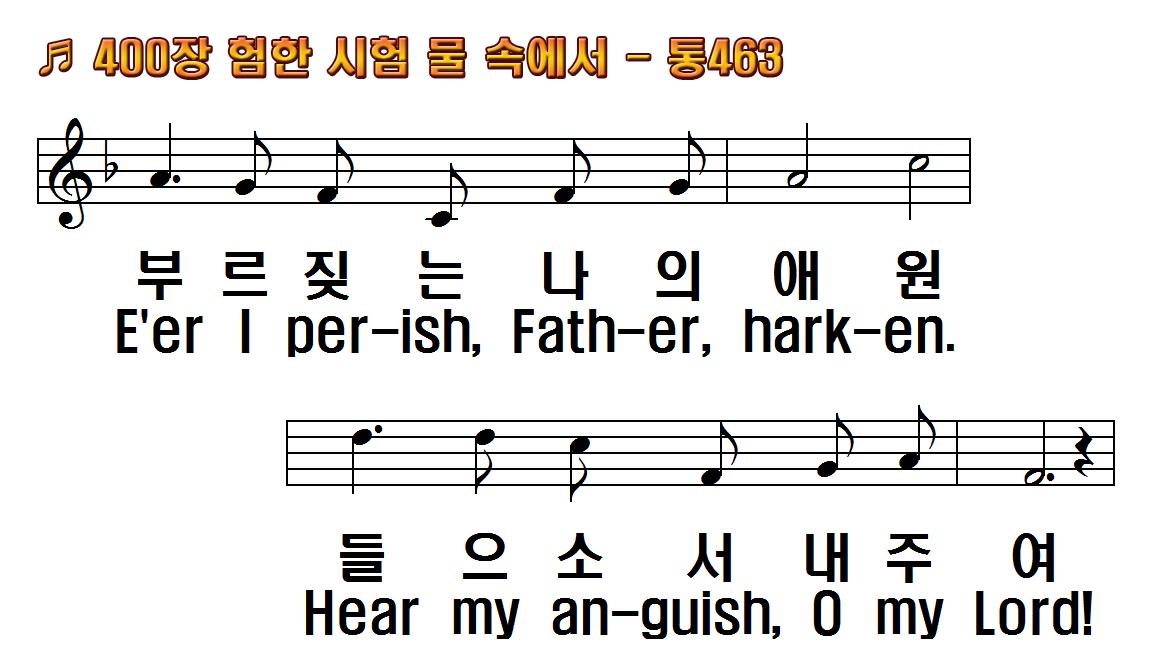 ♬ 400장 험한 시험 물 속에서 - 통463
부 르 짖 는 나 의 애 원
E'er I per-ish, Fath-er, hark-en.
들 으 소 서 내 주 여
Hear my an-guish, O my Lord!